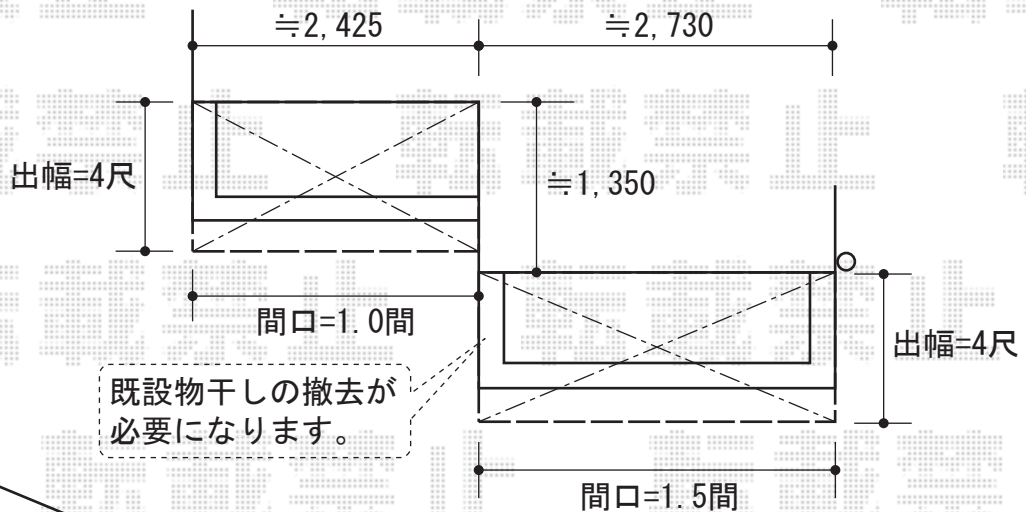 ≒2,425
≒2,730
出幅=4尺
≒1,350
間口=1.0間
出幅=4尺
既設物干しの撤去が
必要になります。
間口=1.5間